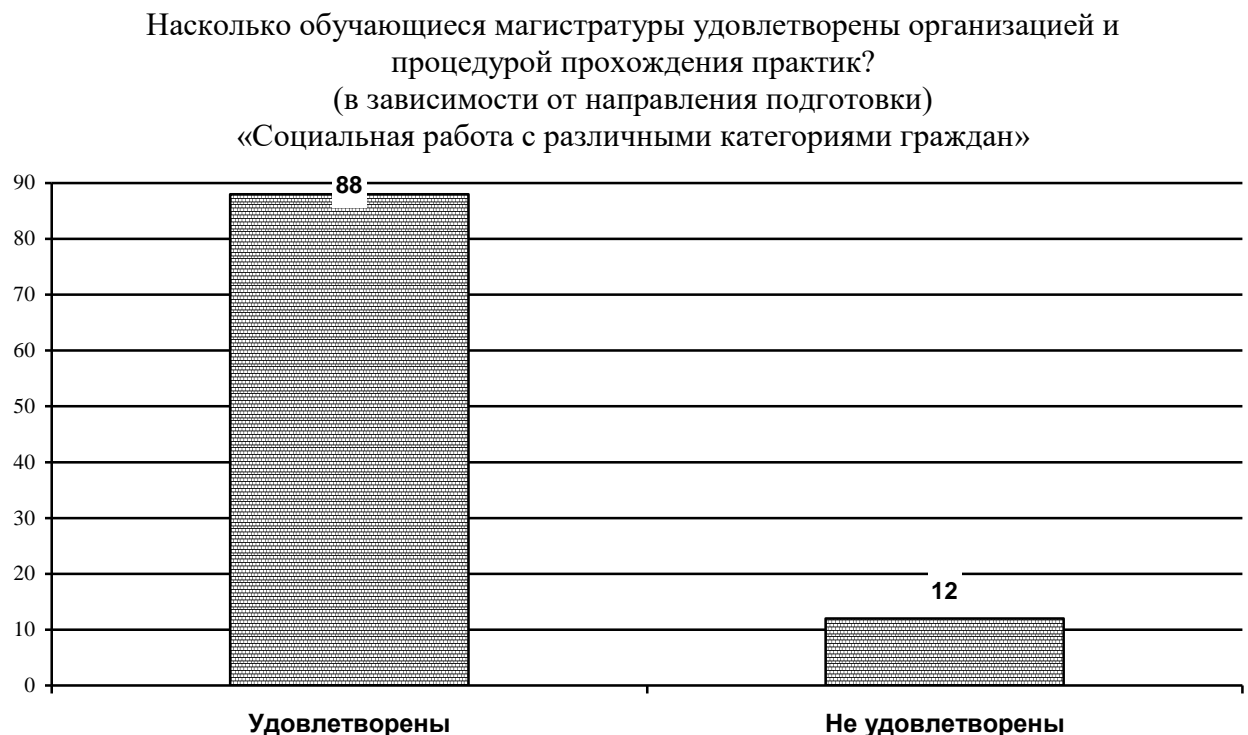 Насколько обучающиеся магистратуры удовлетворены организацией и
процедурой прохождения практик?
(в зависимости от направления подготовки)
«Социальная работа с различными категориями граждан»
90
88
80
70
60
50
40
30
20
12
10
0
Удовлетворены
Не удовлетворены